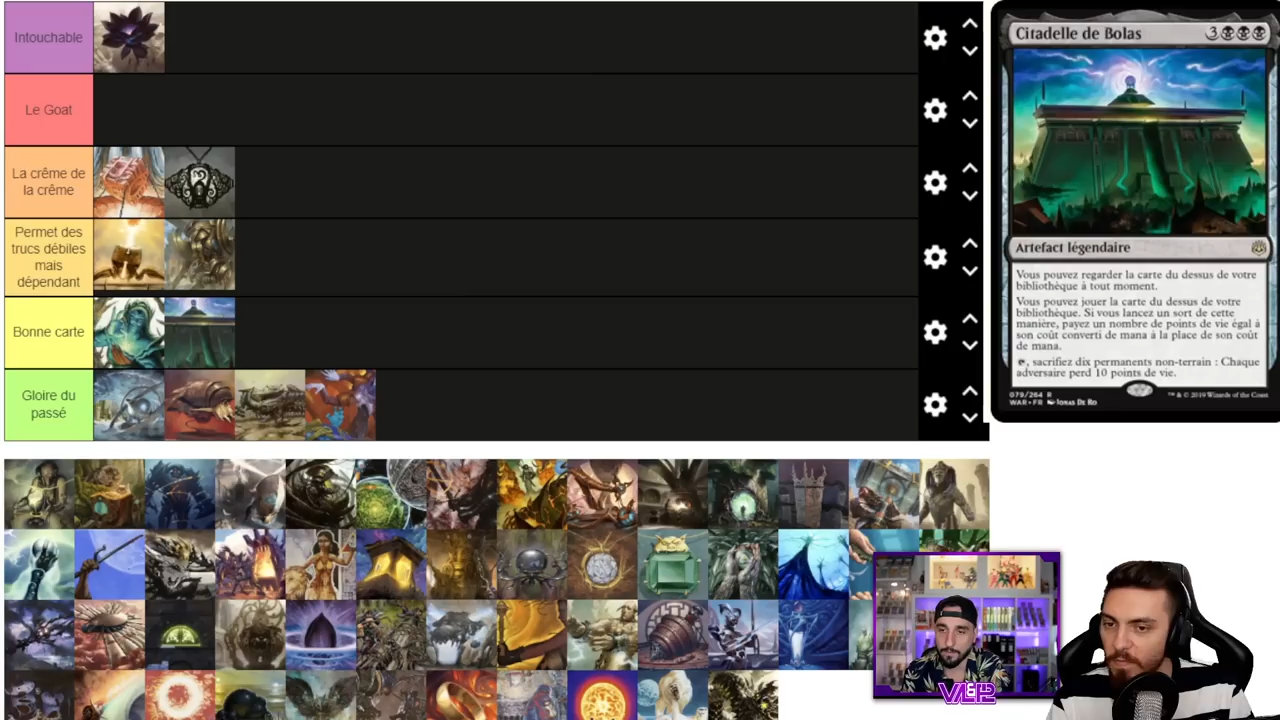 Intouchable
Le Goat
La crême de
la crême
Permet des
trucs débiles
mais
dépendant
Bonne carte
Gloire du
passé
Citadelle de Bolas
3
Artefact légendaire
Vous pouvez regarder la carte du dessus de votre
bibliothèque à tout moment.
Vous pouvez jouer la carte du dessus de votre
bibliothèque. Si vous lancez un sort de cette
manière, payez un nombre de points de vie égal à
son coût converti de mana à la place de son coût
de mana.
, sacrifiez dix permanents non-terrain : Chaque
adversaire perd 10 points de vie.
079/264 R
WAR • FR Jonas De Ro
™ & © 2019 Wizards of the Coast